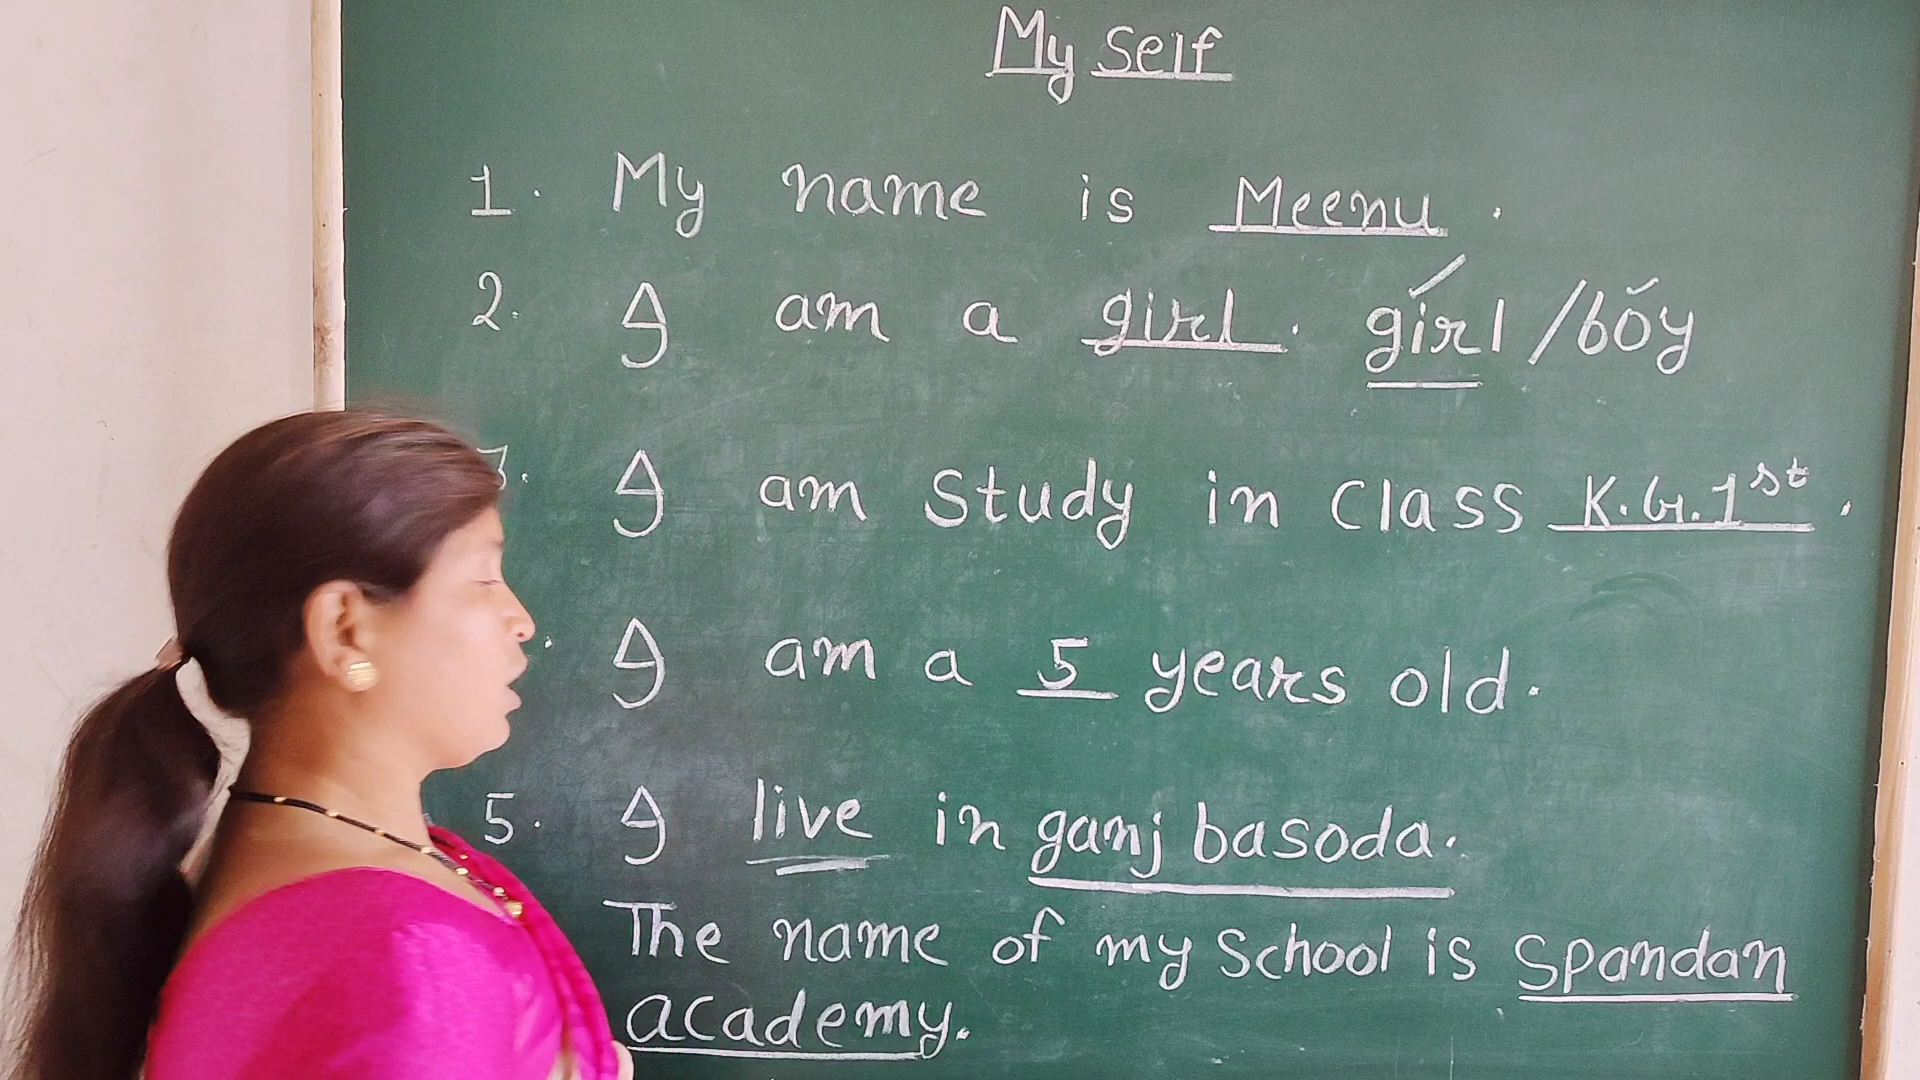 My Self
1. My name is Meenu.
2. I am a girl. girl/boy
3. I am Study in Class K.G.1st.
. I am a 5 years old.
5. I live in ganj basoda.
The name of my School is Spandan
academy.